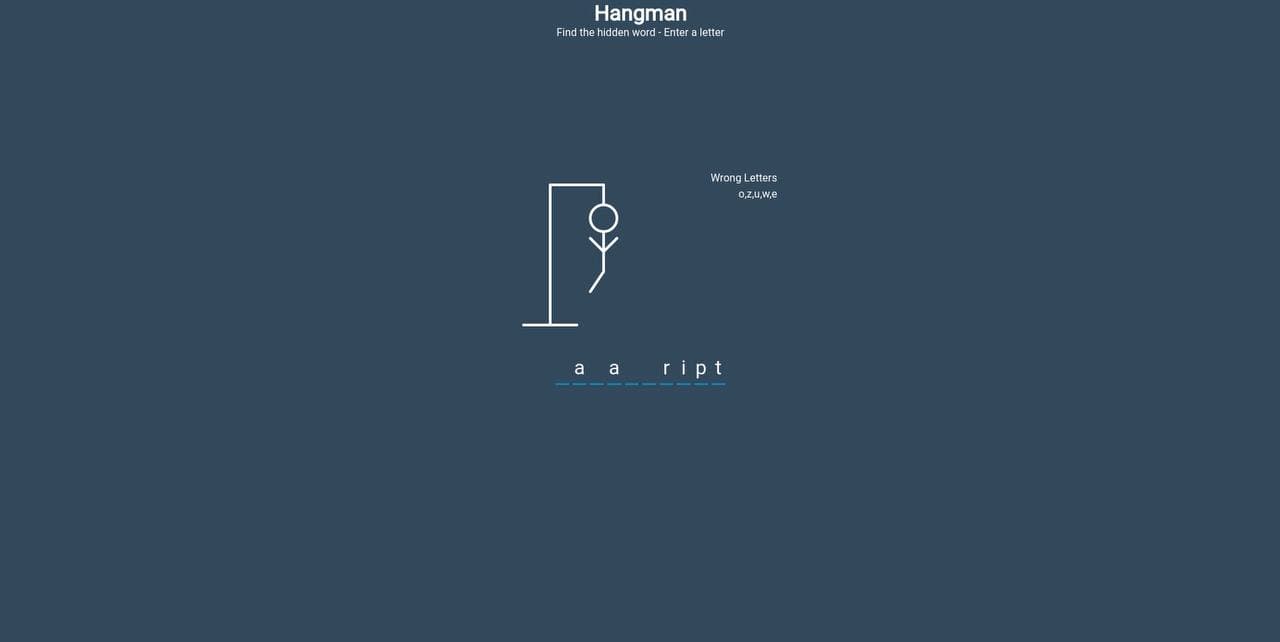 Hangman
Find the hidden word - Enter a letter
Wrong Letters
o,z,u,w,e
_ a _ a _ _ r i p t